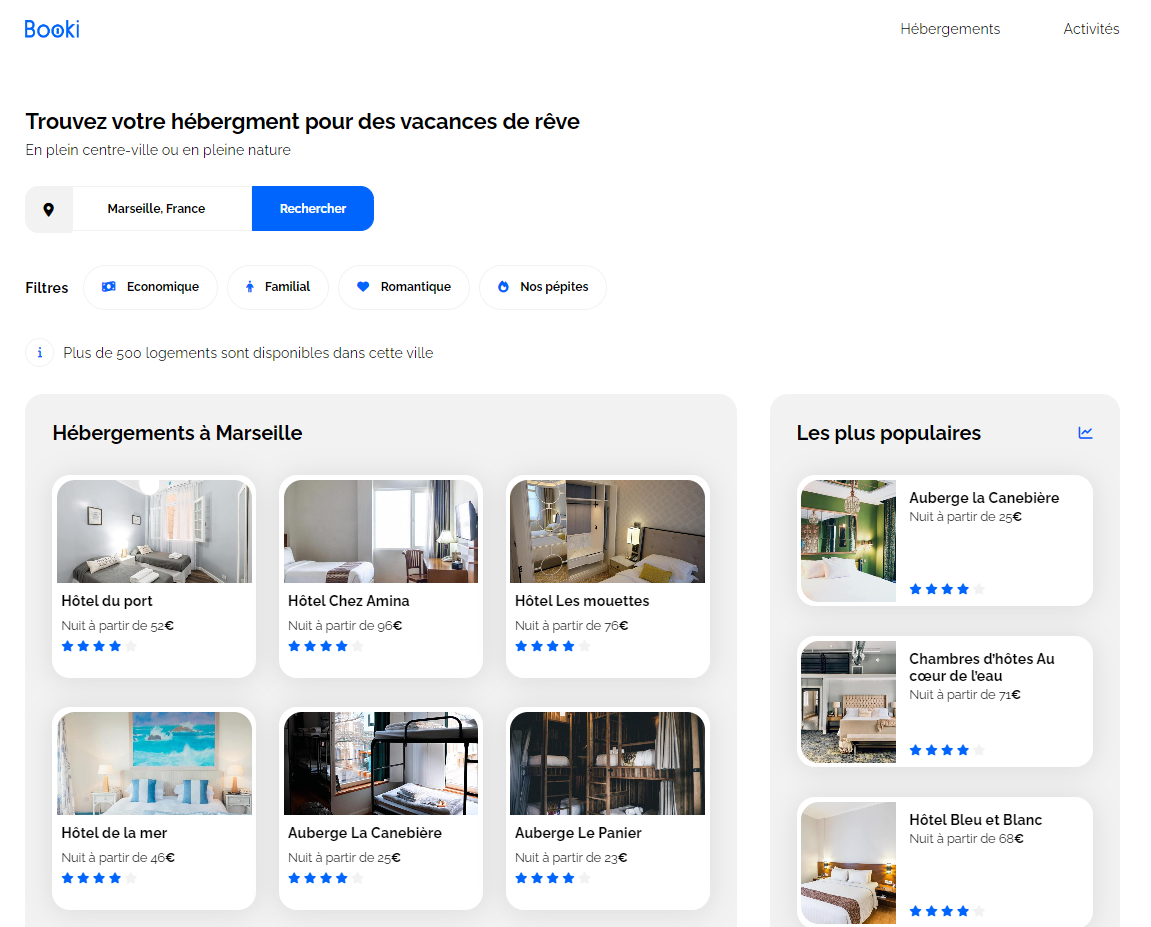 Booki
Hébergements
Activités
Trouvez votre hébergment pour des vacances de rêve
En plein centre-ville ou en pleine nature
Marseille, France
Rechercher
Filtres
Economique
Familial
Romantique
Nos pépites
Plus de 500 logements sont disponibles dans cette ville
Hébergements à Marseille
Hôtel du port
Nuit à partir de 52€
Hôtel Chez Amina
Nuit à partir de 96€
Hôtel Les mouettes
Nuit à partir de 76€
Hôtel de la mer
Nuit à partir de 46€
Auberge La Canebière
Nuit à partir de 25€
Auberge Le Panier
Nuit à partir de 23€
Les plus populaires
Auberge la Canebière
Nuit à partir de 25€
Chambres d'hôtes Au
cœur de l'eau
Nuit à partir de 71€
Hôtel Bleu et Blanc
Nuit à partir de 68€